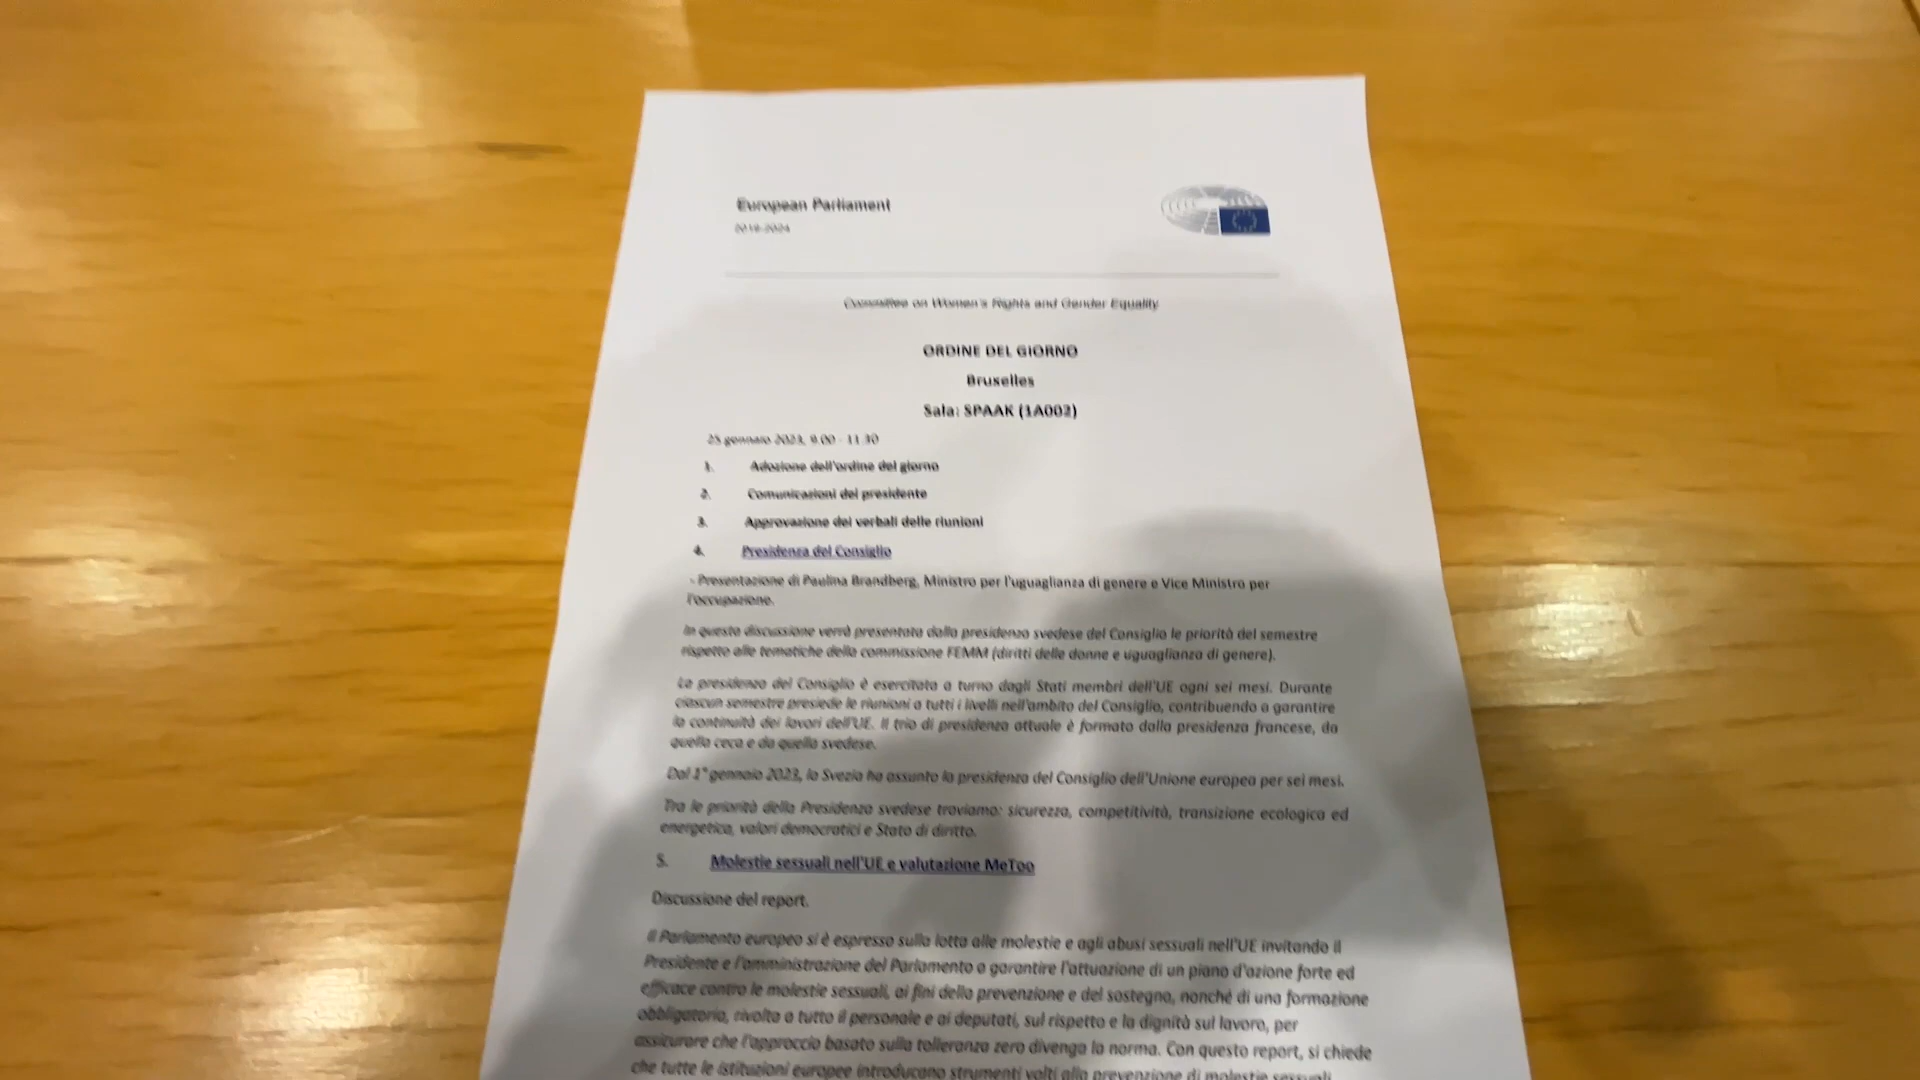 European Parliament
2019-2024
Committee on Women's Rights and Gender Equality
ORDINE DEL GIORNO
Bruselles
Sala: SPAAK (1A002)
25 gennaio 2023, 9.00 - 11.30
1. Adozione dell'ordine del giorno
2. Comunicazioni del presidente
3. Approvazione dei verbali delle riunioni
4. Presidenza del Consiglio
- Presentazione di Paulina Brandberg, Ministro per l'uguaglianza di genere e Vice Ministro per
l'occupazione.
In questa discussione verrà presentata dalla presidenza svedese del Consiglio le priorità del semestre
rispetto alle tematiche della commissione FEMM (diritti delle donne e uguaglianza di genere).
La presidenza del Consiglio è esercitata a turno dagli Stati membri dell'UE ogni sei mesi. Durante
ciascun semestre presiede le riunioni a tutti i livelli nell'ambito del Consiglio, contribuendo a garantire
la continuità dei lavori dell'UE. Il trio di presidenza attuale è formato dalla presidenza francese, da
quella ceca e da quella svedese.
Dal 1° gennaio 2023, la Svezia ha assunto la presidenza del Consiglio dell'Unione europea per sei mesi.
Tra le priorità della Presidenza svedese troviamo: sicurezza, competitività, transizione ecologica ed
energetica, valori democratici e Stato di diritto.
5. Molestie sessuali nell'UE e valutazione MeToo
Discussione del report.
Il Parlamento europeo si è espresso sulla lotta alle molestie e agli abusi sessuali nell'UE invitando il
Presidente e l'amministrazione del Parlamento a garantire l'attuazione di un piano d'azione forte ed
efficace contro le molestie sessuali, ai fini della prevenzione e del sostegno, nonché di una formazione
obbligatoria, rivolta a tutto il personale e ai deputati, sul rispetto e la dignità sul lavoro, per
assicurare che l'approccio basato sulla tolleranza zero divenga la norma. Con questo report, si chiede
che tutte le istituzioni europee introducano strumenti volti alla prevenzione di molestie sessuali